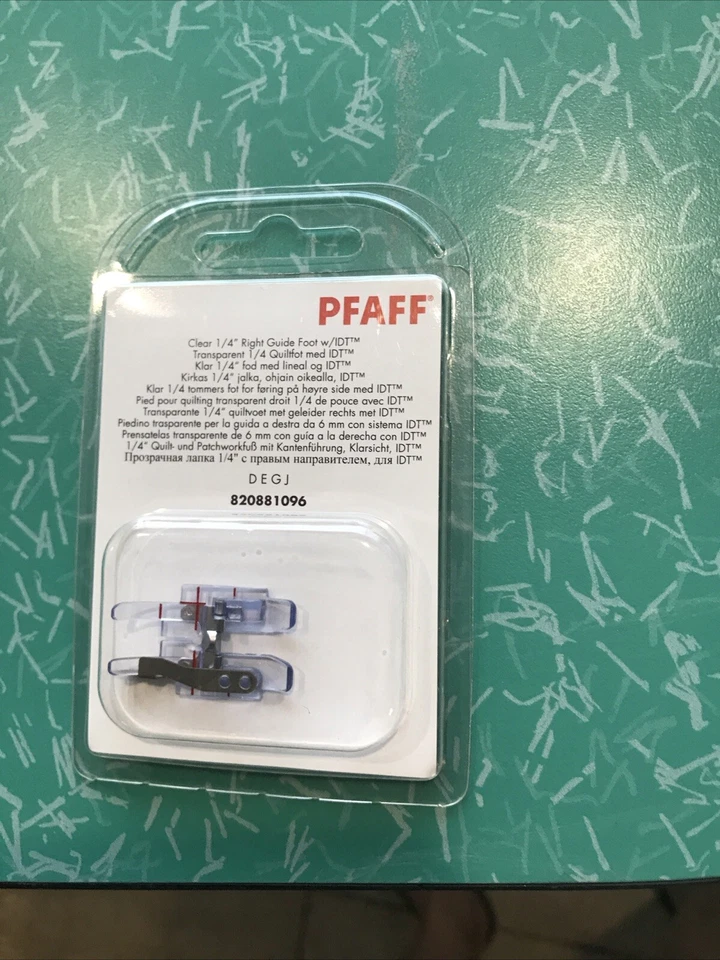 PFAFF®
Clear 1/4" Right Guide Foot w/IDT™
Transparent 1/4 Quiltfot med IDT™
Klar 1/4" fod med lineal og IDT™
Kirkas 1/4" jalka, ohjain oikealla, IDT™
Klar 1/4 tommers fot for føring på høyre side med IDT™
Pied pour quilting transparent droit 1/4 de pouce avec IDT™
Transparante 1/4" quiltvoet met geleider rechts met IDT™
Piedino trasparente per la guida a destra da 6 mm con sistema IDT™
Prensatelas transparente de 6 mm con guía a la derecha con IDT™
1/4" Quilt- und Patchworkfuß mit Kantenführung, Klarsicht, IDT™
Прозрачная лапка 1/4" с правым направителем, для IDT™
D E G J
820881096